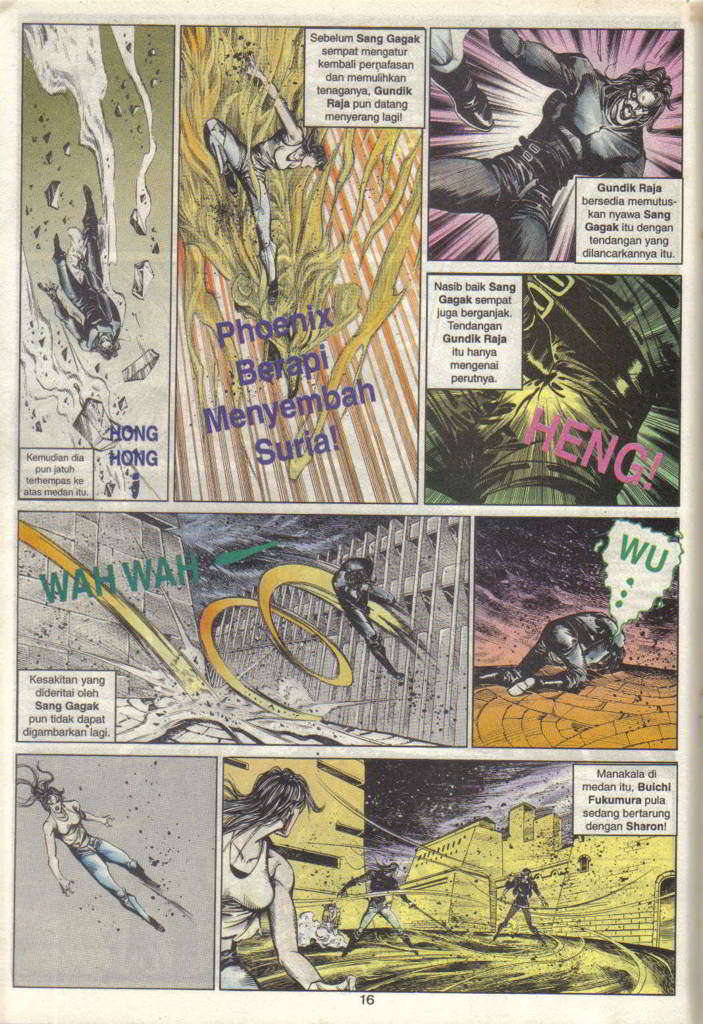 HONG
HONG
!
Kemudian dia
pun jatuh
terhempas ke
atas medan itu.
Sebelum Sang Gagak
sempat mengatur
kembali pernafasan
dan memulihkan
tenaganya, Gundik
Raja pun datang
menyerang lagi!
Phoenix
Berapi
Menyembah
Suria!
Gundik Raja
bersedia memutus-
kan nyawa Sang
Gagak itu dengan
tendangan yang
dilancarkannya itu.
Nasib baik Sang
Gagak sempat
juga berganjak.
Tendangan
Gundik Raja
itu hanya
mengenai
perutnya.
HENG!
WAH WAH
Kesakitan yang
dideritai oleh
Sang Gagak
pun tidak dapat
digambarkan lagi.
WU
...
Manakala di
medan itu, Buichi
Fukumura pula
sedang bertarung
dengan Sharon!
16